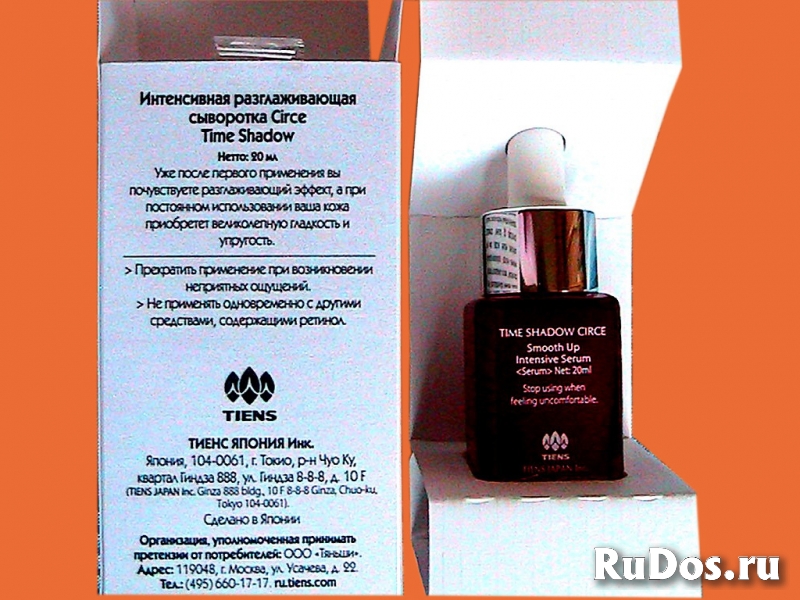 Интенсивная разглаживающая
сыворотка Circe
Time Shadow
Нетто: 20 мл
Уже после первого применения вы
почувствуете разглаживающий эффект, а при
постоянном использовании ваша кожа
приобретет великолепную гладкость и
упругость.
> Прекратить применение при возникновении
неприятных ощущений.
> Не применять одновременно с другими
средствами, содержащими ретинол.
TIENS
ТИЕНС ЯПОНИЯ Инк.
Япония, 104-0061, г. Токио, р-н Чуо Ку,
квартал Гиндза 888, ул. Гиндза 8-8-8, д. 10 F
(TIENS JAPAN Inc. Ginza 888 bldg., 10 F 8-8-8 Ginza, Chuo-ku,
Tokyo 104-0061).
Сделано в Японии
Организация, уполномоченная принимать
претензии от потребителей: ООО «Тяньши».
Адрес: 119048, г. Москва, ул. Усачева, д. 22.
Тел.: (495) 660-17-17. ru.tiens.com
TIME SHADOW CIRCE
Smooth Up
Intensive Serum
<Serum> Net: 20ml
Stop using when
feeling uncomfortable.
TIENS
TIENS JAPAN Inc.
RuDos.ru